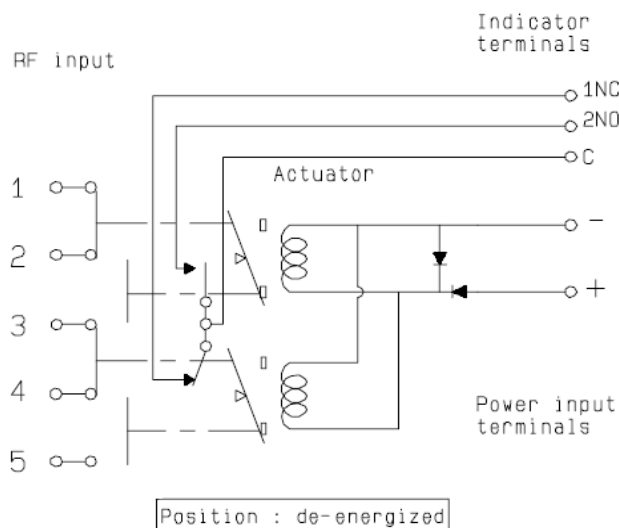 Indicator
terminals
RF input
1NC
2NO
C
Actuator
1
2
3
4
5
-
+
Power input
terminals
Position : de-energized